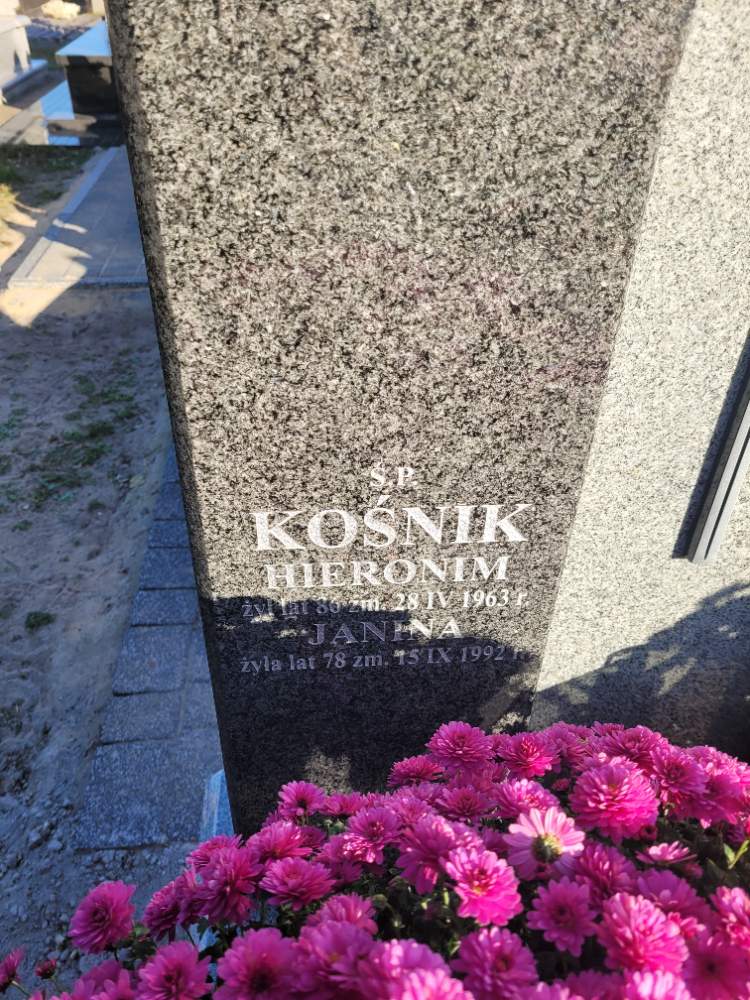 Ś.P.
KOŚNIK
HIERONIM
żył lat 86 zm. 28 IV 1963 r
JANINA
żyła lat 78 zm. 15 IX 1992 r.